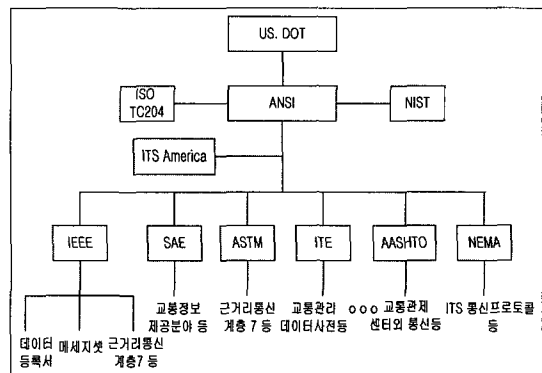 US. DOT
ISO
TC204
ANSI
NIST
ITS America
IEEE
SAE
ASTM
ITE
AASHTO
NEMA
교통정보
제공분야 등
근거리통신
계층 7 등
교통관리
데이터사전등
ooo
교통관제
센터외 통신등
ITS 통신프로토콜
등
데이터
등록서
메세지셋
근거리통신
계층7 등